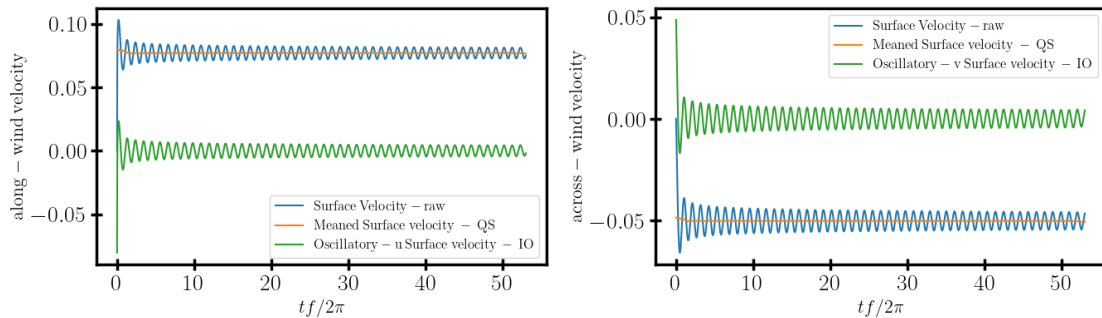 along − wind velocity
0.10
0.05
0.00
−0.05
Surface Velocity − raw
Meaned Surface velocity − QS
Oscillatory − u Surface velocity − IO
0 10 20 30 40 50
tf/2π
across − wind velocity
0.05
0.00
−0.05
Surface Velocity − raw
Meaned Surface velocity − QS
Oscillatory − v Surface velocity − IO
0 10 20 30 40 50
tf/2π